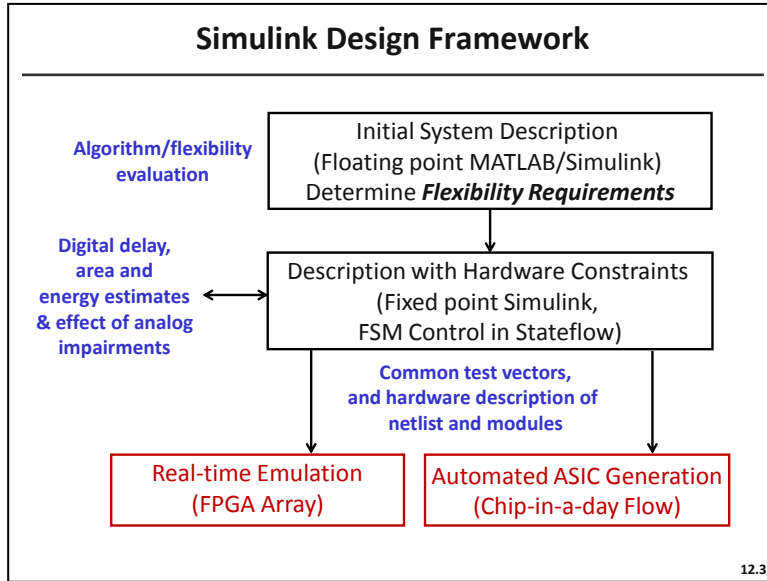 Simulink Design Framework
Algorithm/flexibility
evaluation
Initial System Description
(Floating point MATLAB/Simulink)
Determine Flexibility Requirements
Digital delay,
area and
energy estimates
& effect of analog
impairments
Description with Hardware Constraints
(Fixed point Simulink,
FSM Control in Stateflow)
Common test vectors,
and hardware description of
netlist and modules
Real-time Emulation
(FPGA Array)
Automated ASIC Generation
(Chip-in-a-day Flow)
12.3